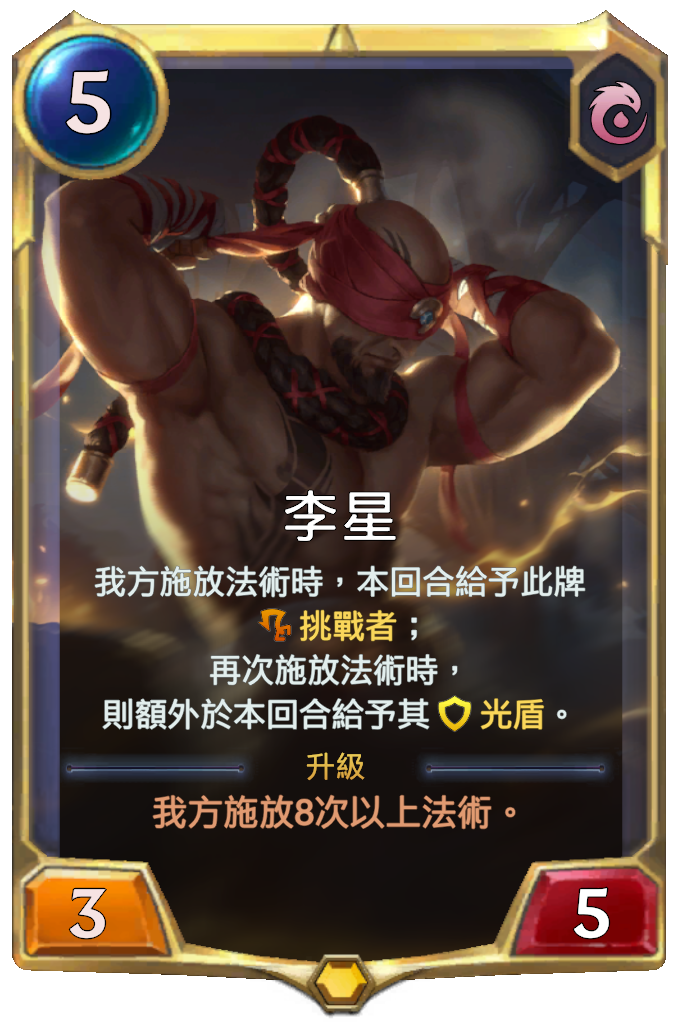 5
李星
我方施放法術時，本回合給予此牌
挑戰者；
再次施放法術時，
則額外於本回合給予其 光盾。
升級
我方施放8次以上法術。
3
5